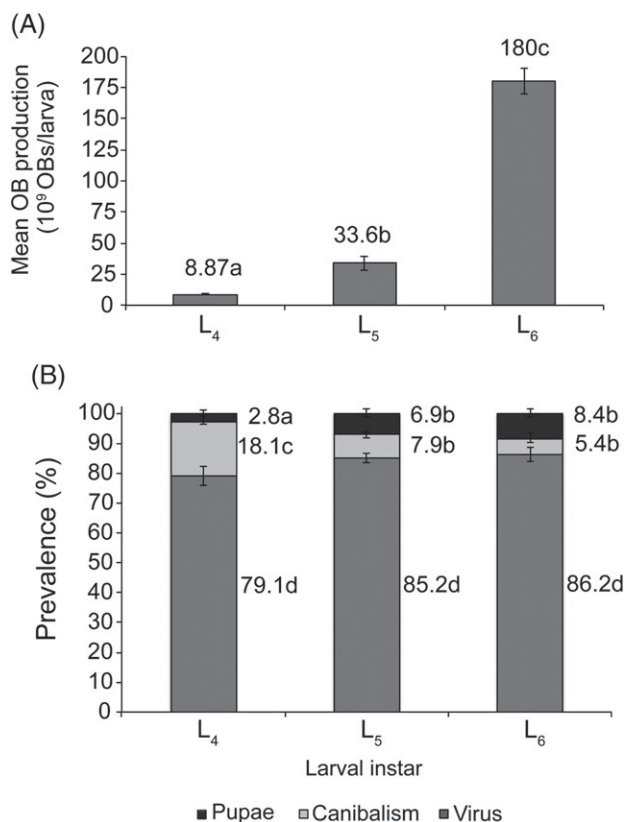 (A)
Mean OB production
(10⁹ OBs/larva)
200
175
150
125
100
75
50
25
0
8.87a
33.6b
180c
L₄
L₅
L₆
(B)
Prevalence (%)
100
90
80
70
60
50
40
30
20
10
0
2.8a
18.1c
79.1d
6.9b
7.9b
85.2d
8.4b
5.4b
86.2d
L₄
L₅
L₆
Larval instar
Pupae Canibalism Virus